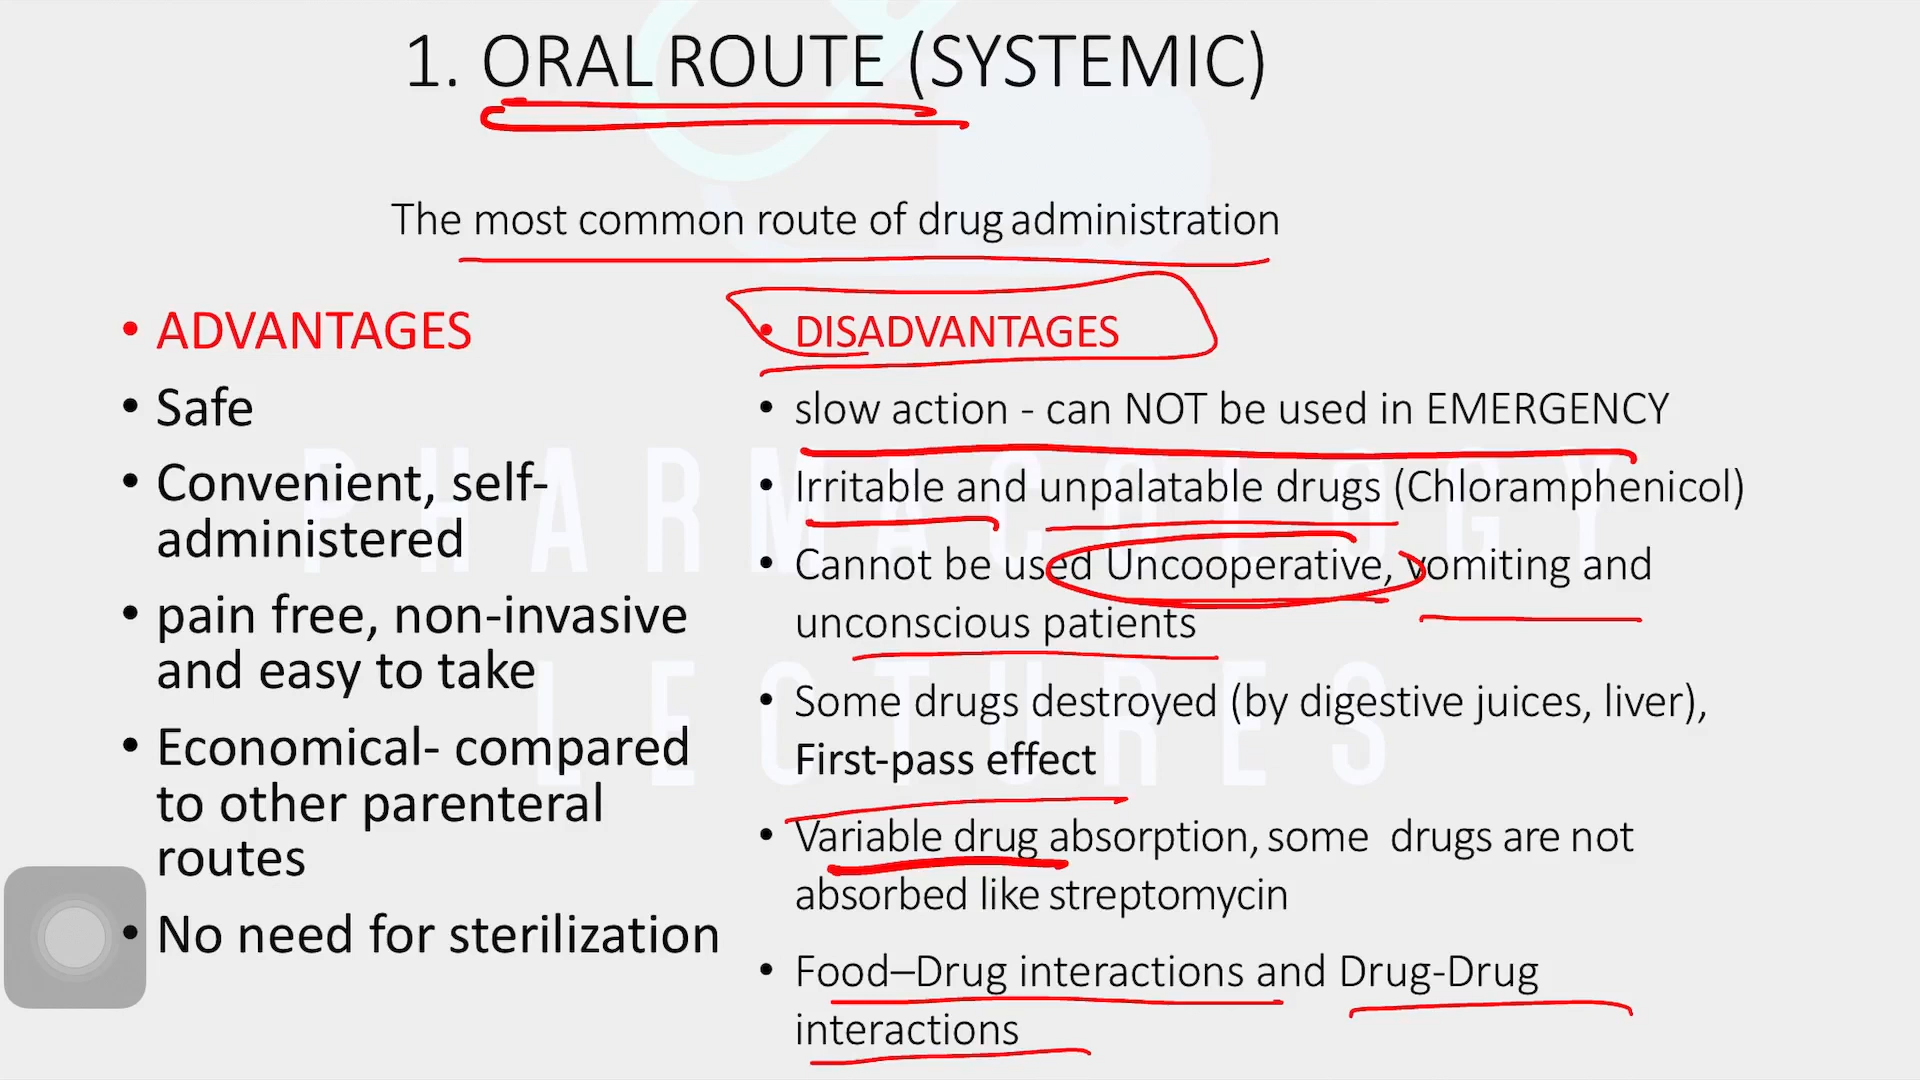 1. ORAL ROUTE (SYSTEMIC)
The most common route of drug administration
• ADVANTAGES
• Safe
• Convenient, self-
administered
• pain free, non-invasive
and easy to take
• Economical- compared
to other parenteral
routes
• No need for sterilization
• DISADVANTAGES
• slow action - can NOT be used in EMERGENCY
• Irritable and unpalatable drugs (Chloramphenicol)
• Cannot be used Uncooperative, vomiting and
unconscious patients
• Some drugs destroyed (by digestive juices, liver),
First-pass effect
• Variable drug absorption, some drugs are not
absorbed like streptomycin
• Food–Drug interactions and Drug-Drug
interactions
PHARMACOLOGY
LECTURES